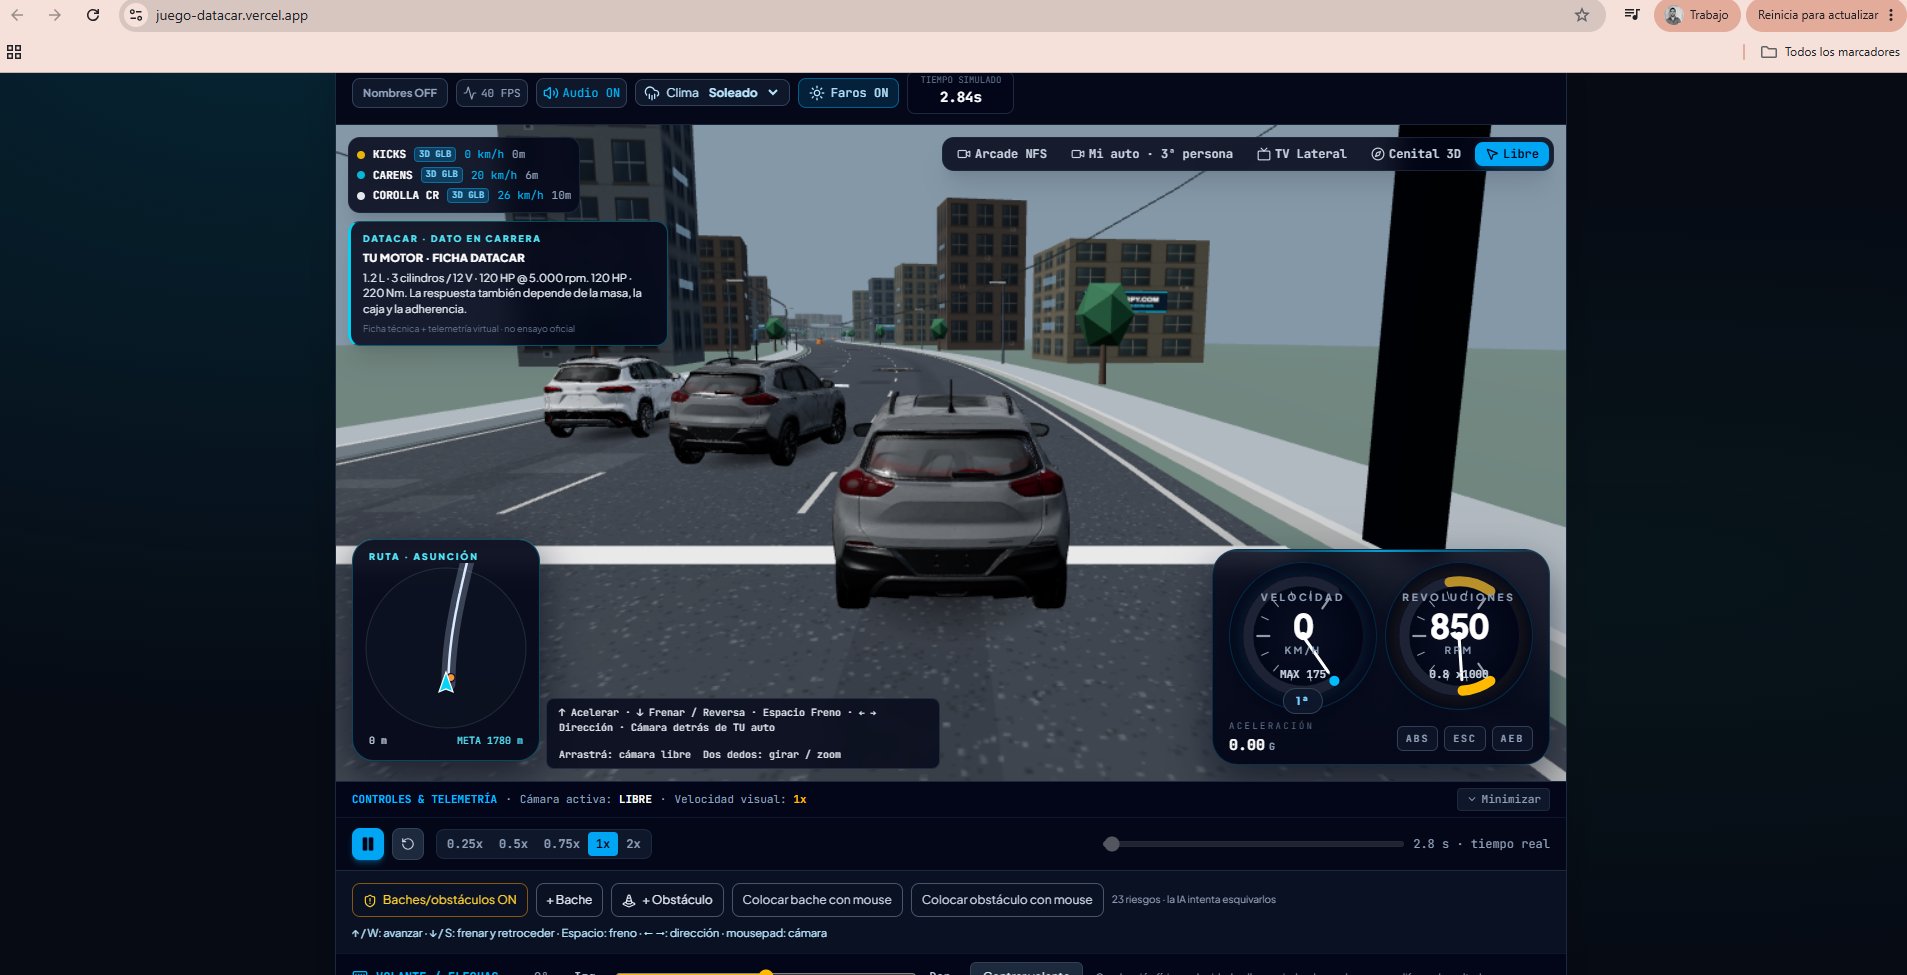 juego-datacar.vercel.app
Trabajo
Reinicia para actualizar
Todos los marcadores
Nombres OFF
40 FPS
Audio ON
Clima Soleado
Faros ON
TIEMPO SIMULADO
2.84s
KICKS 3D GLB 0 km/h 0m
CARENS 3D GLB 20 km/h 6m
COROLLA CR 3D GLB 26 km/h 10m
Arcade NFS
Mi auto · 3ª persona
TV Lateral
Cenital 3D
Libre
DATACAR · DATO EN CARRERA
TU MOTOR · FICHA DATACAR
1.2 L · 3 cilindros / 12 V · 120 HP @ 5.000 rpm. 120 HP ·
220 Nm. La respuesta también depende de la masa, la
caja y la adherencia.
Ficha técnica + telemetría virtual · no ensayo oficial
RUTA · ASUNCIÓN
0 m
META 1780 m
↑ Acelerar · ↓ Frenar / Reversa · Espacio Freno · ← →
Dirección · Cámara detrás de TU auto
Arrastrá: cámara libre Dos dedos: girar / zoom
VELOCIDAD
0
KM/H
MAX 175
1ª
REVOLUCIONES
850
RPM
0.8 x1000
ACELERACIÓN
0.00 G
ABS
ESC
AEB
CONTROLES & TELEMETRÍA · Cámara activa: LIBRE · Velocidad visual: 1x
Minimizar
0.25x 0.5x 0.75x 1x 2x
2.8 s · tiempo real
Baches/obstáculos ON
+ Bache
+ Obstáculo
Colocar bache con mouse
Colocar obstáculo con mouse
23 riesgos · la IA intenta esquivarlos
↑ / W: avanzar · ↓ / S: frenar y retroceder · Espacio: freno · ← →: dirección · mousepad: cámara
VOLANTE / FLECHAS